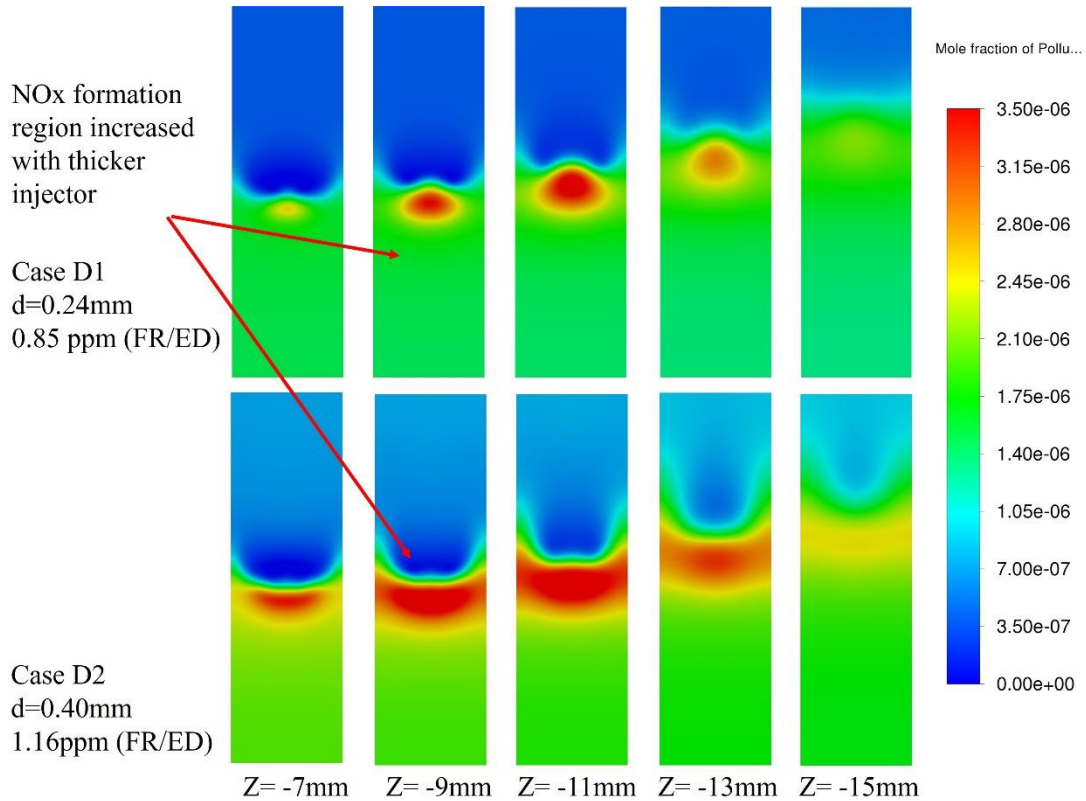 Mole fraction of Pollu...
NOx formation
region increased
with thicker
injector
Case D1
d=0.24mm
0.85 ppm (FR/ED)
3.50e-06
3.15e-06
2.80e-06
2.45e-06
2.10e-06
1.75e-06
1.40e-06
1.05e-06
7.00e-07
3.50e-07
0.00e+00
Case D2
d=0.40mm
1.16ppm (FR/ED)
Z= -7mm Z= -9mm Z= -11mm Z= -13mm Z= -15mm